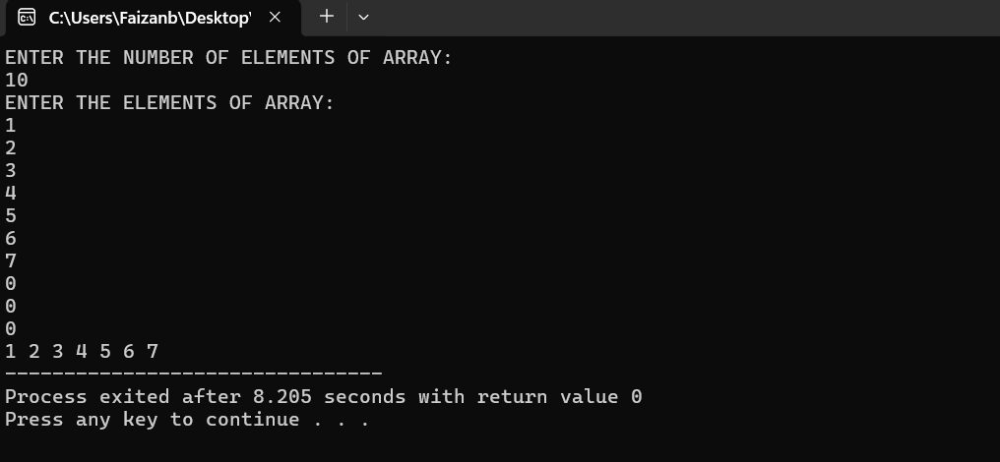 C:\Users\Faizanb\Desktop\
ENTER THE NUMBER OF ELEMENTS OF ARRAY:
10
ENTER THE ELEMENTS OF ARRAY:
1
2
3
4
5
6
7
0
0
0
1 2 3 4 5 6 7
--------------------------------
Process exited after 8.205 seconds with return value 0
Press any key to continue . . .